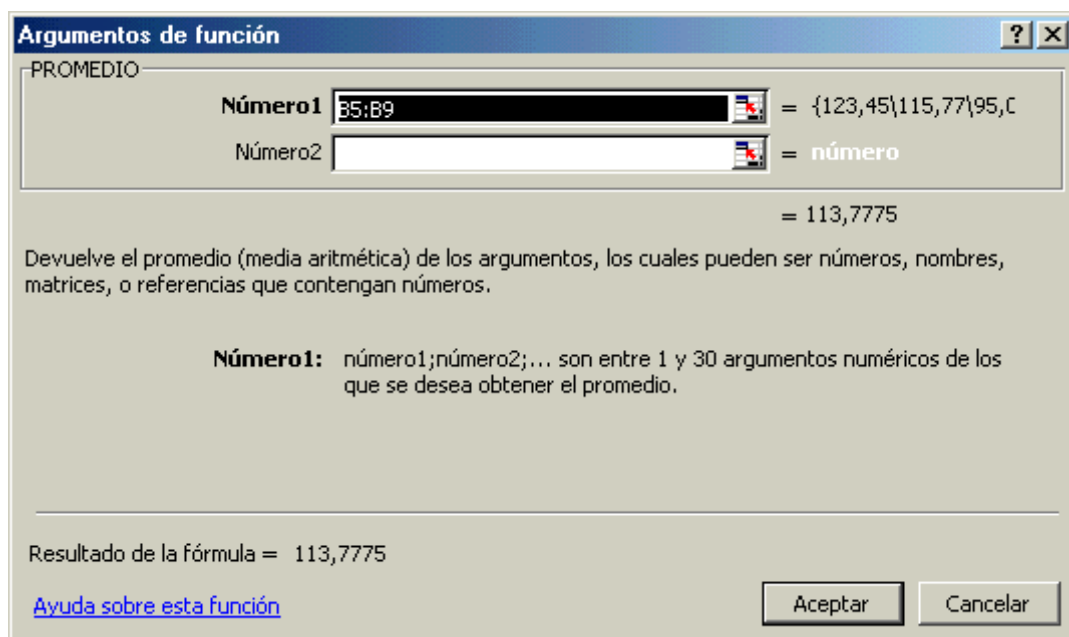 Argumentos de función
PROMEDIO
Número1 B5:B9 = {123,45\115,77\95,0
Número2 = número
= 113,7775
Devuelve el promedio (media aritmética) de los argumentos, los cuales pueden ser números, nombres,
matrices, o referencias que contengan números.
Número1: número1;número2;... son entre 1 y 30 argumentos numéricos de los
que se desea obtener el promedio.
Resultado de la fórmula = 113,7775
Ayuda sobre esta función
Aceptar Cancelar